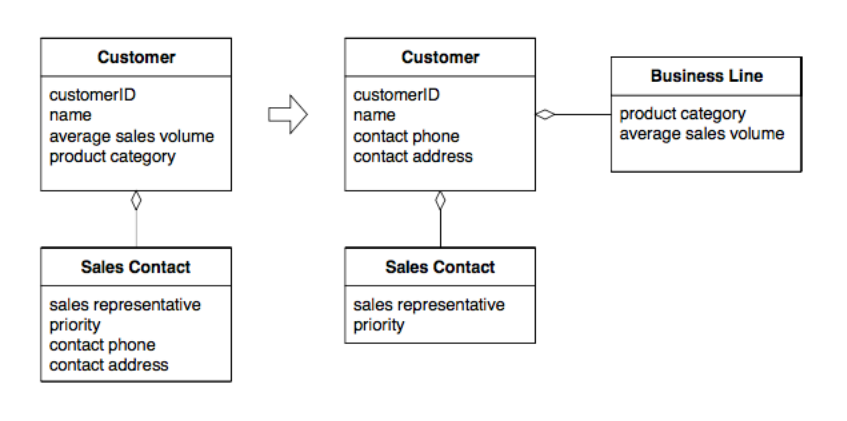 Customer
customerID
name
average sales volume
product category
Sales Contact
sales representative
priority
contact phone
contact address
Customer
customerID
name
contact phone
contact address
Sales Contact
sales representative
priority
Business Line
product category
average sales volume